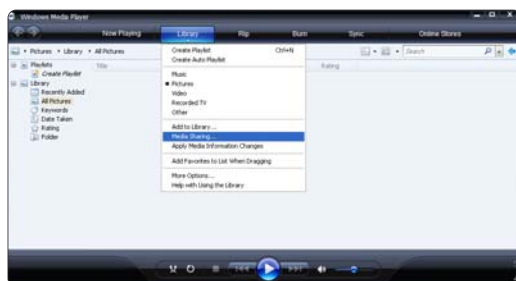 Windows Media Player
Now Playing Library Rip Burn Sync Online Stores
Pictures Library All Pictures Search
Playlists
Create Playlist
Library
Recently Added
All Pictures
Keywords
Date Taken
Rating
Folder
Title Rating
Create Playlist Ctrl+N
Create Auto Playlist
Music
Pictures
Video
Recorded TV
Other
Add to Library...
Media Sharing...
Apply Media Information Changes
Add Favorites to List When Dragging
More Options...
Help with Using the Library